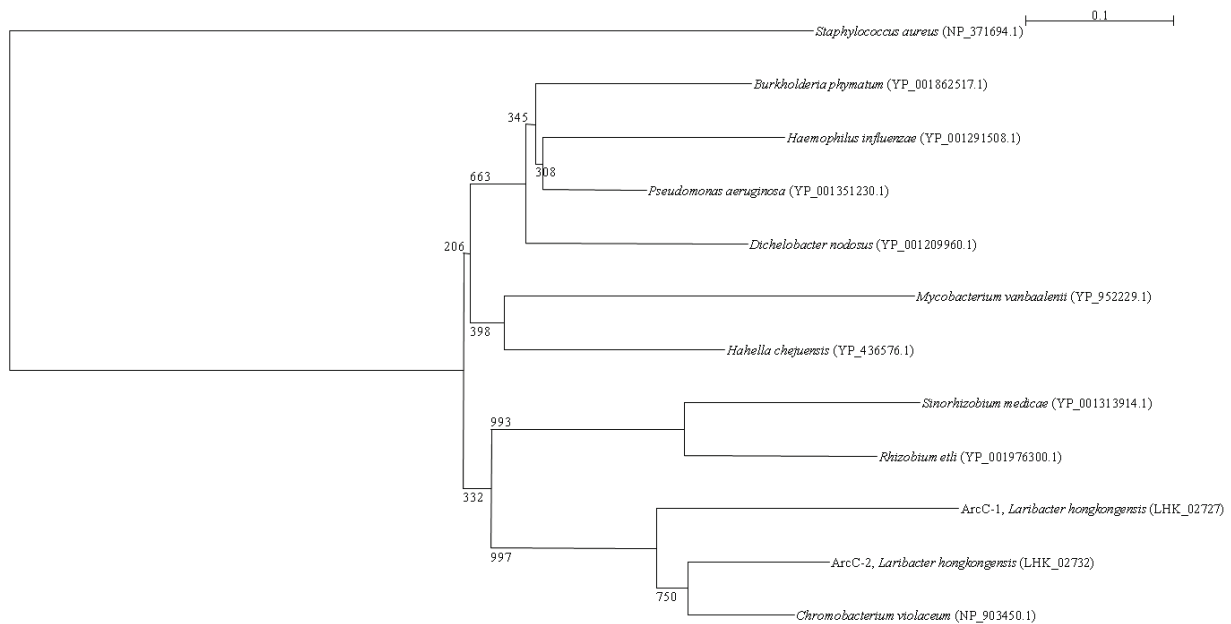 0.1
Staphylococcus aureus (NP_371694.1)
Burkholderia phymatum (YP_001862517.1)
345
Haemophilus influenzae (YP_001291508.1)
308
663
Pseudomonas aeruginosa (YP_001351230.1)
206
Dichelobacter nodosus (YP_001209960.1)
Mycobacterium vanbaalenii (YP_952229.1)
398
Hahella chejuensis (YP_436576.1)
Sinorhizobium medicae (YP_001313914.1)
993
Rhizobium etli (YP_001976300.1)
332
ArcC-1, Laribacter hongkongensis (LHK_02727)
997
ArcC-2, Laribacter hongkongensis (LHK_02732)
750
Chromobacterium violaceum (NP_903450.1)